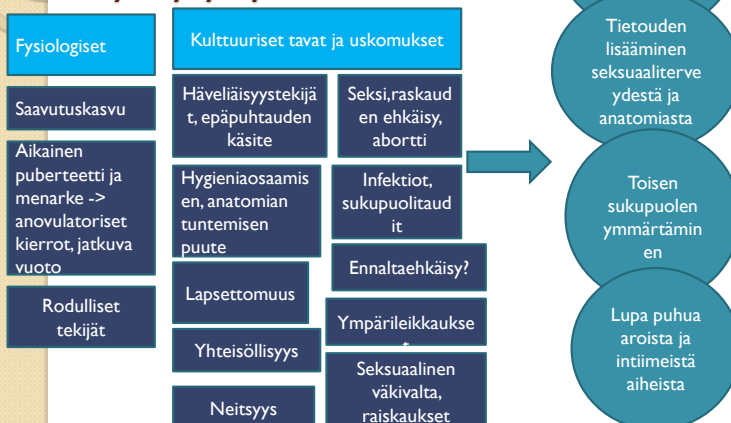 Fysiologiset
Saavutuskasvu
Aikainen
puberteetti ja
menarke ->
anovulatoriset
kierrot, jatkuva
vuoto
Rodulliset
tekijät
Kulttuuriset tavat ja uskomukset
Häveliäisyystekijä
t, epäpuhtauden
käsite
Hygieniaosaamis
en, anatomian
tuntemisen
puute
Lapsettomuus
Yhteisöllisyys
Neitsyys
Seksi,raskaud
en ehkäisy,
abortti
Infektiot,
sukupuolitaud
it
Ennaltaehkäisy?
Ympärileikkaukse
Seksuaalinen
väkivalta,
raiskaukset
Tietouden
lisääminen
seksuaaliterve
ydestä ja
anatomiasta
Toisen
sukupuolen
ymmärtämin
en
Lupa puhua
aroista ja
intiimeistä
aiheista